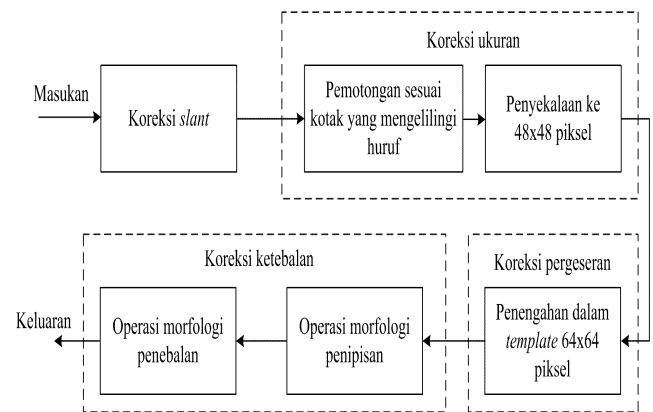 Koreksi ukuran
Masukan
Koreksi slant
Pemotongan sesuai
kotak yang mengelilingi
huruf
Penyekalaan ke
48x48 piksel
Koreksi ketebalan
Koreksi pergeseran
Keluaran
Operasi morfologi
penebalan
Operasi morfologi
penipisan
Penengahan dalam
template 64x64
piksel